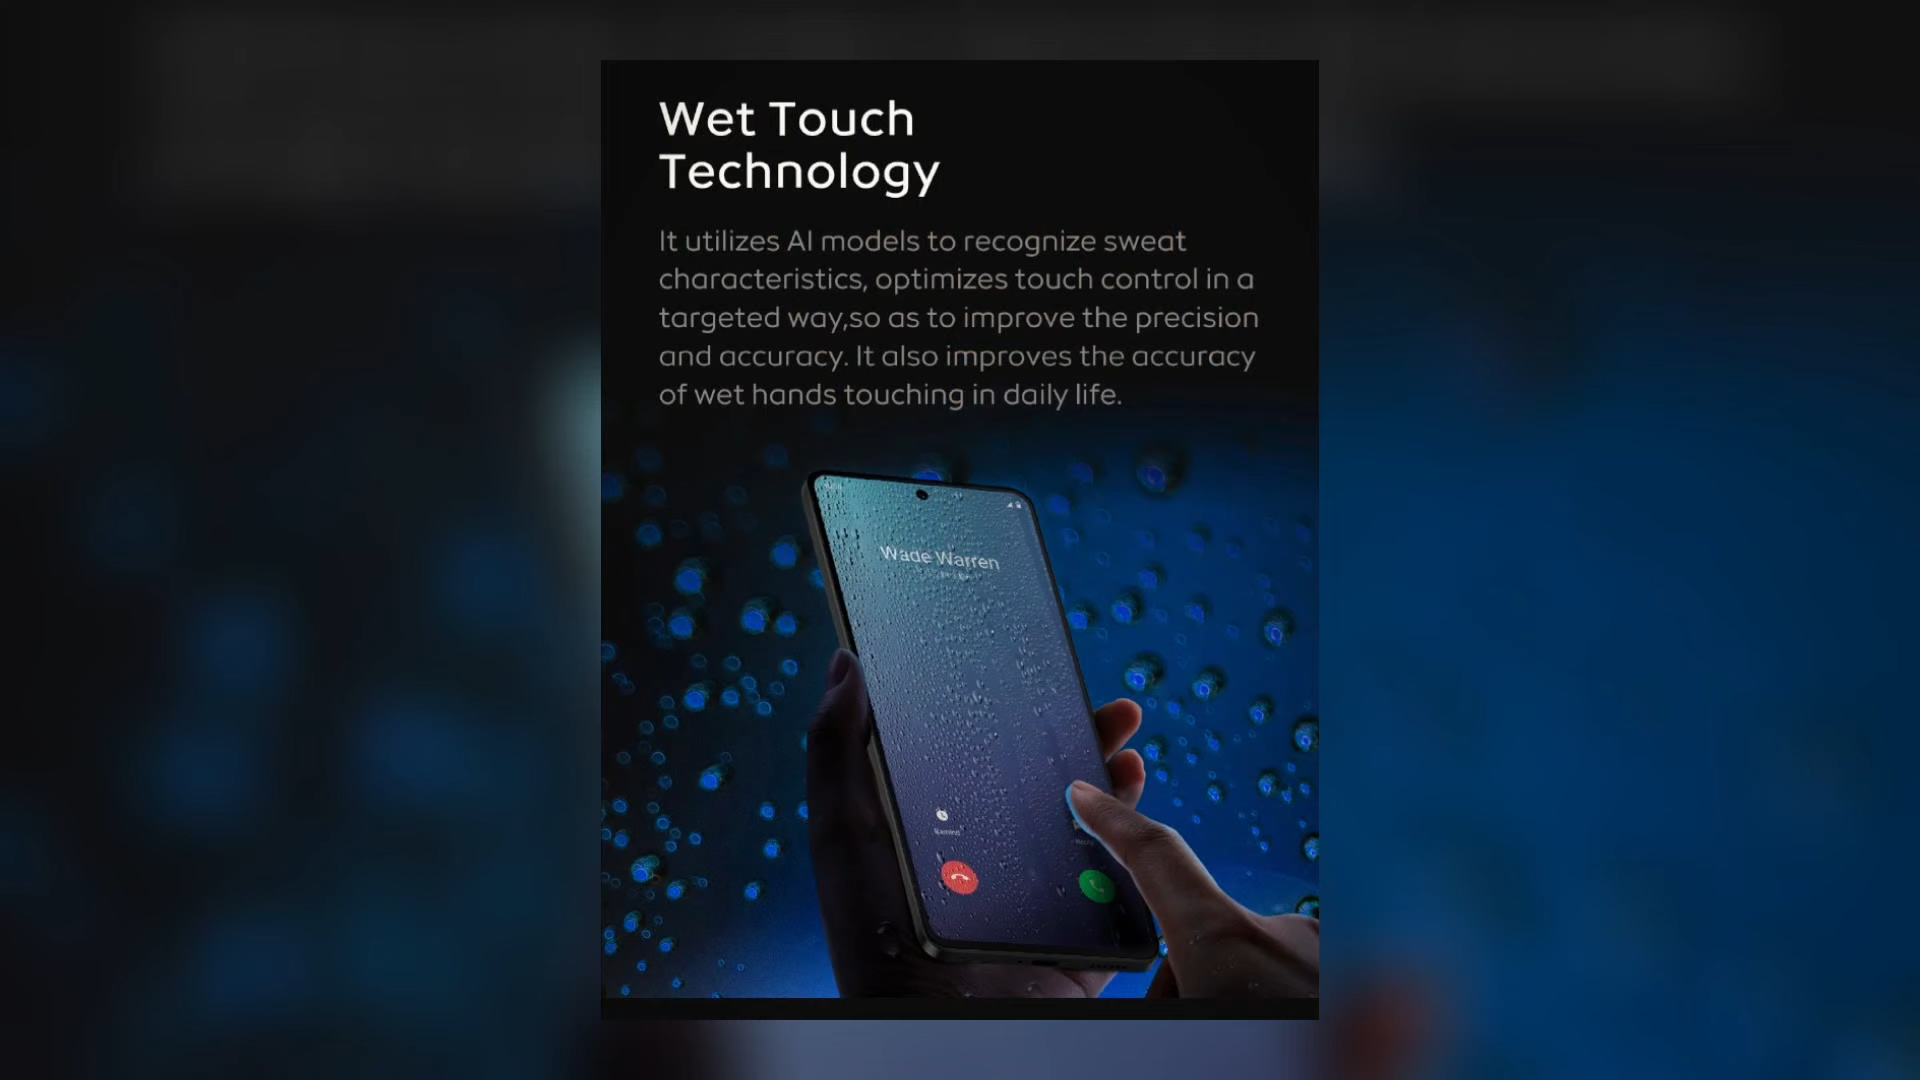 Wet Touch
Technology
It utilizes AI models to recognize sweat
characteristics, optimizes touch control in a
targeted way,so as to improve the precision
and accuracy. It also improves the accuracy
of wet hands touching in daily life.
Wade Warren
Remind